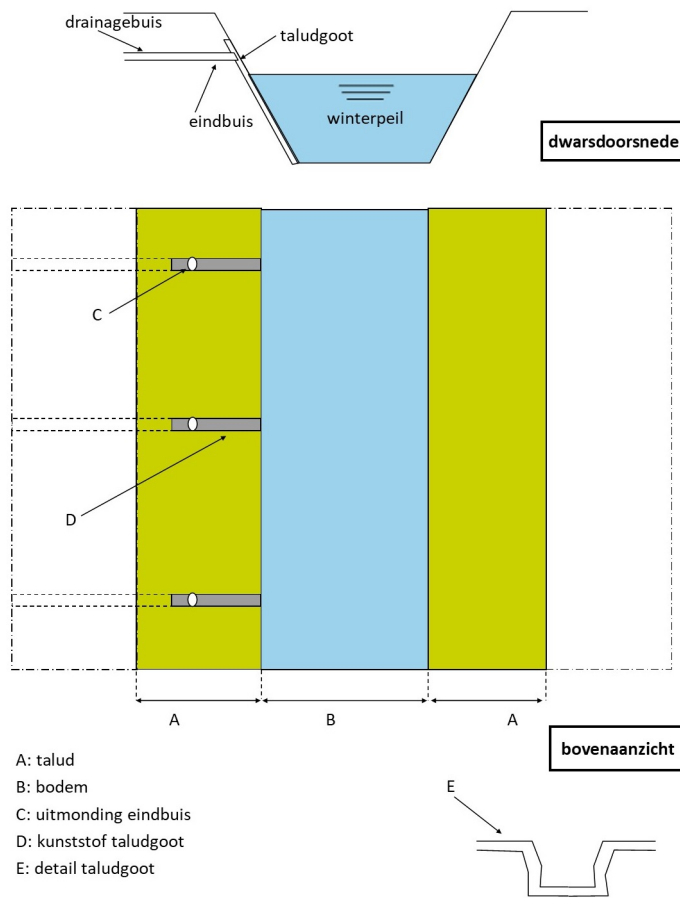 drainagebuis
taludgoot
eindbuis
winterpeil
dwarsdoorsnede
C
D
A
B
A
bovenaanzicht
A: talud
B: bodem
C: uitmonding eindbuis
D: kunststof taludgoot
E: detail taludgoot
E